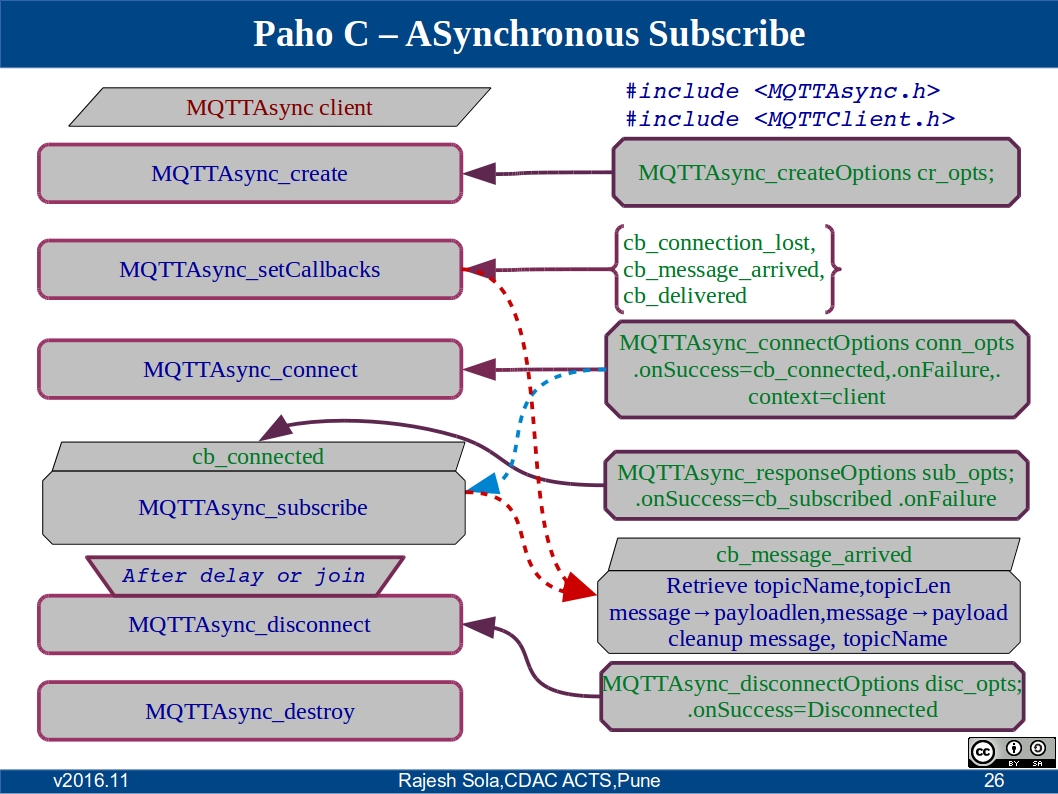 Paho C – ASynchronous Subscribe
MQTTAsync client
#include <MQTTAsync.h>
#include <MQTTClient.h>
MQTTAsync_create
MQTTAsync_createOptions cr_opts;
MQTTAsync_setCallbacks
cb_connection_lost,
cb_message_arrived,
cb_delivered
MQTTAsync_connect
MQTTAsync_connectOptions conn_opts
.onSuccess=cb_connected,.onFailure,.
context=client
cb_connected
MQTTAsync_subscribe
MQTTAsync_responseOptions sub_opts;
.onSuccess=cb_subscribed .onFailure
cb_message_arrived
Retrieve topicName,topicLen
message→payloadlen,message→payload
cleanup message, topicName
After delay or join
MQTTAsync_disconnect
MQTTAsync_disconnectOptions disc_opts;
.onSuccess=Disconnected
MQTTAsync_destroy
cc
BY SA
v2016.11
Rajesh Sola,CDAC ACTS,Pune
26